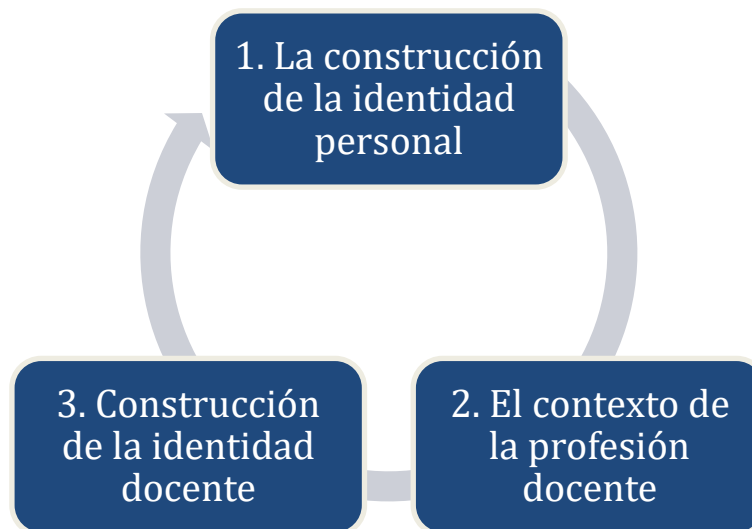 1. La construcción
de la identidad
personal
2. El contexto de
la profesión
docente
3. Construcción
de la identidad
docente